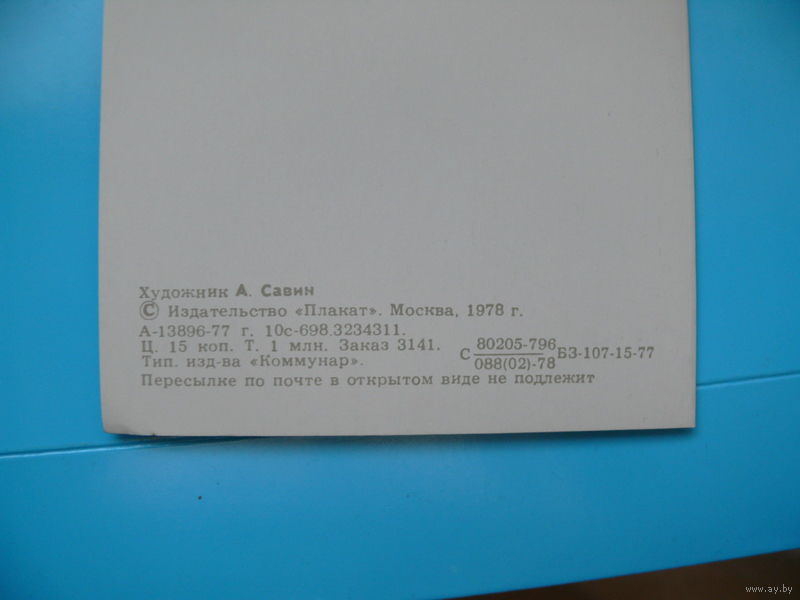 Художник А. Савин
© Издательство «Плакат». Москва, 1978 г.
А-13896-77 г. 10с-698.3234311.
Ц. 15 коп. Т. 1 млн. Заказ 3141.
Тип. изд-ва «Коммунар».
С 80205-796 БЗ-107-15-77
088(02)-78
Пересылке по почте в открытом виде не подлежит
www.ay.by